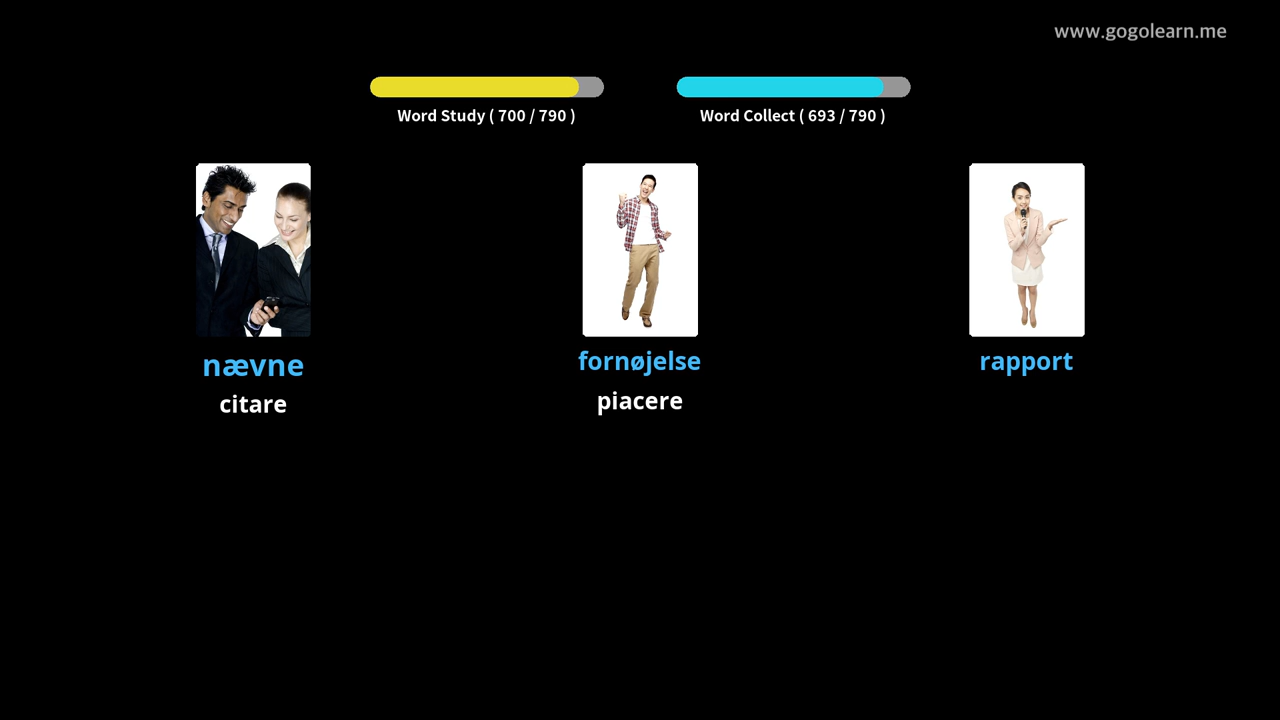 www.gogolearn.me
Word Study ( 700 / 790 )
Word Collect ( 693 / 790 )
nævne
citare
fornøjelse
piacere
rapport